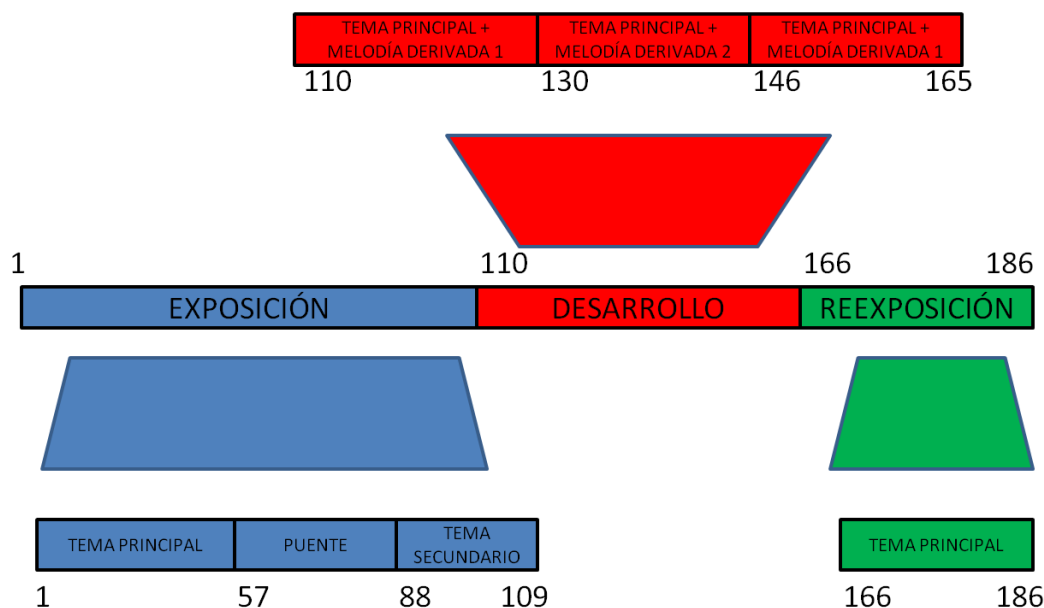 TEMA PRINCIPAL + TEMA PRINCIPAL + TEMA PRINCIPAL +
MELODÍA DERIVADA 1 MELODÍA DERIVADA 2 MELODÍA DERIVADA 1
110 130 146 165
1 110 166 186
EXPOSICIÓN DESARROLLO REEXPOSICIÓN
TEMA PRINCIPAL PUENTE TEMA SECUNDARIO TEMA PRINCIPAL
1 57 88 109 166 186